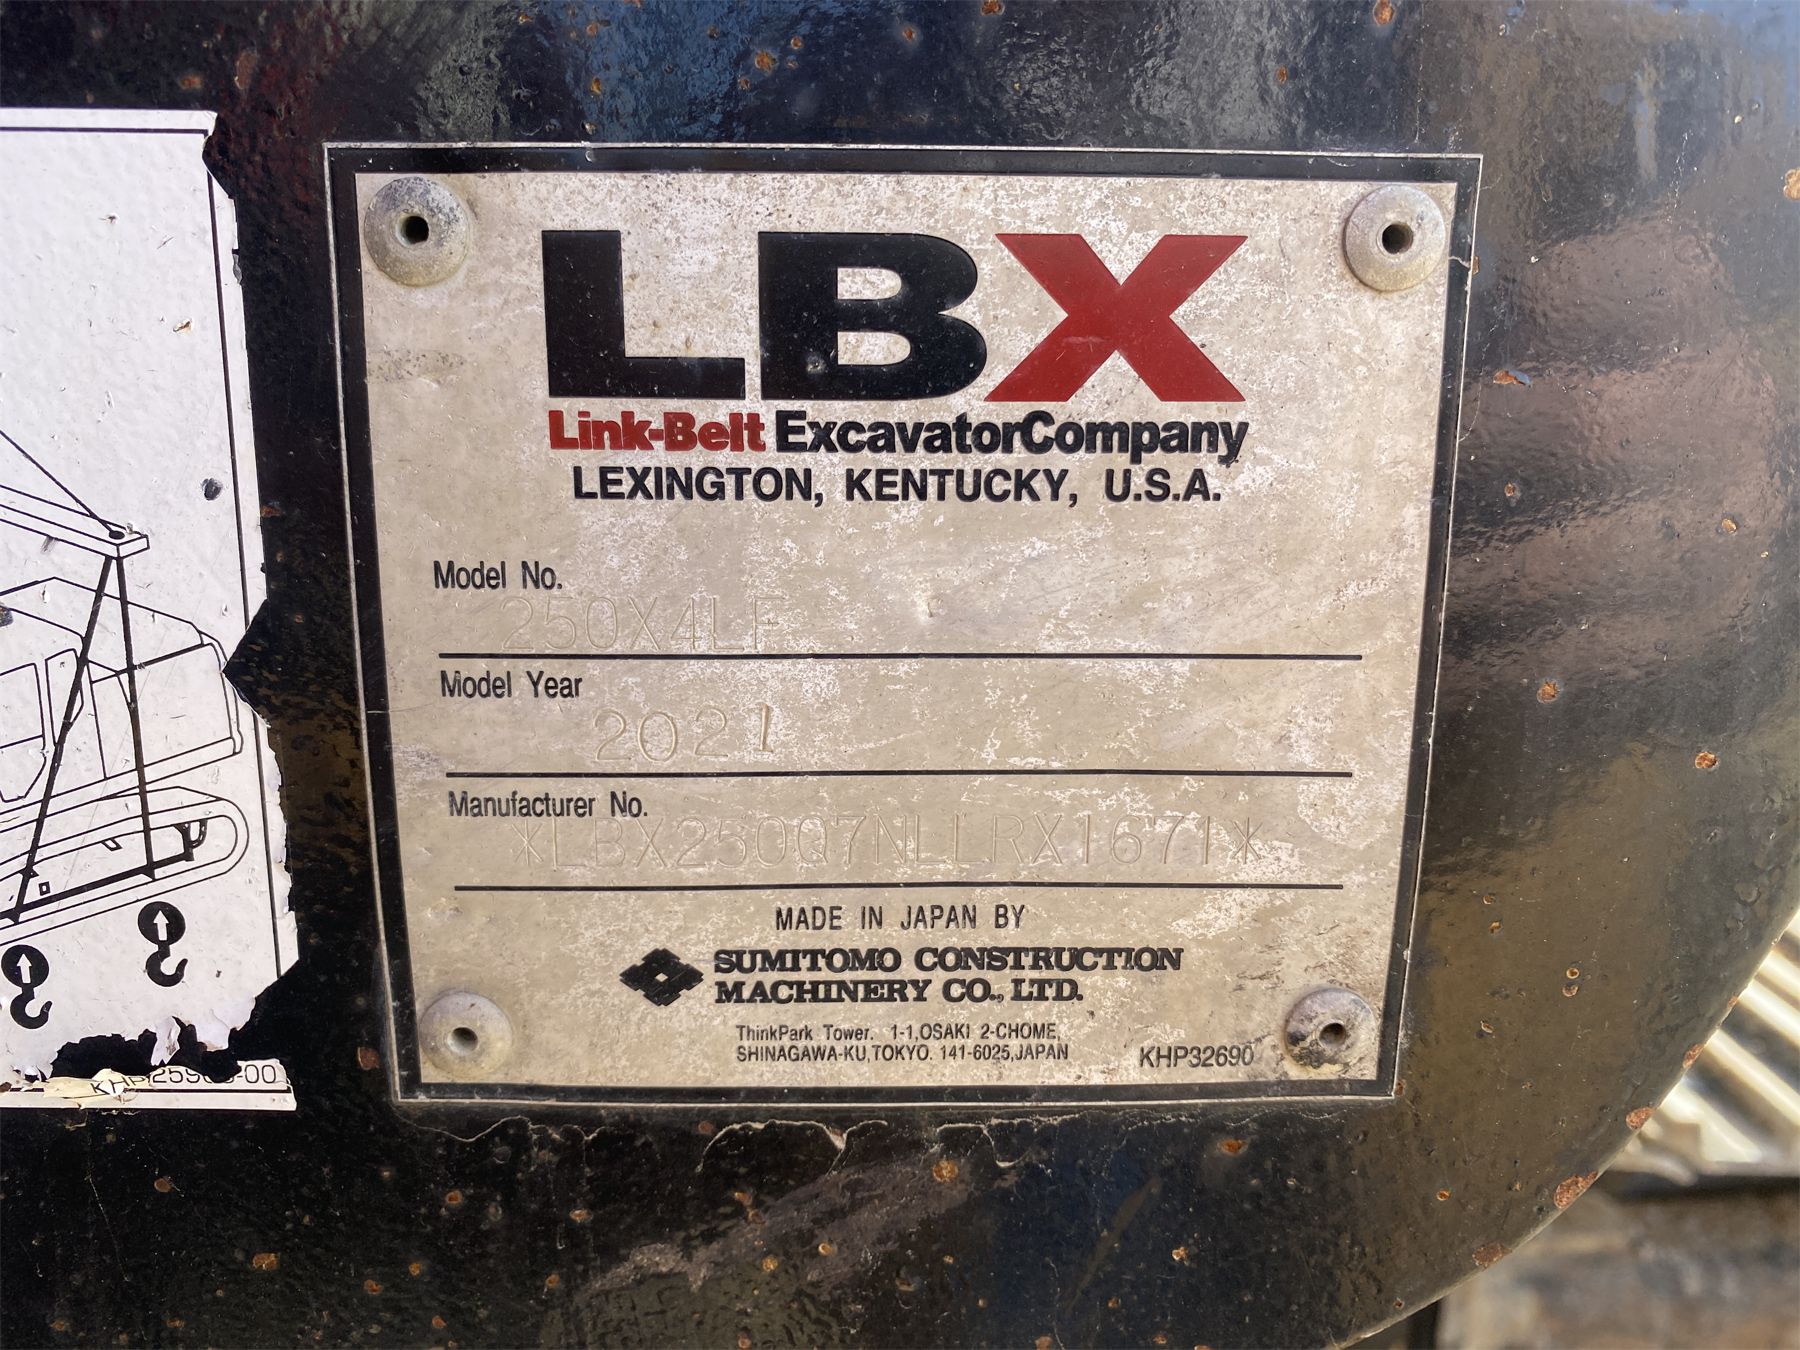 LBX
Link-Belt ExcavatorCompany
LEXINGTON, KENTUCKY, U.S.A.
Model No.
250X4LF
Model Year
2021
Manufacturer No.
*LBX250Q7NLLRX1671*
MADE IN JAPAN BY
SUMITOMO CONSTRUCTION
MACHINERY CO., LTD.
ThinkPark Tower. 1-1,OSAKI 2-CHOME,
SHINAGAWA-KU,TOKYO. 141-6025,JAPAN
KHP32690